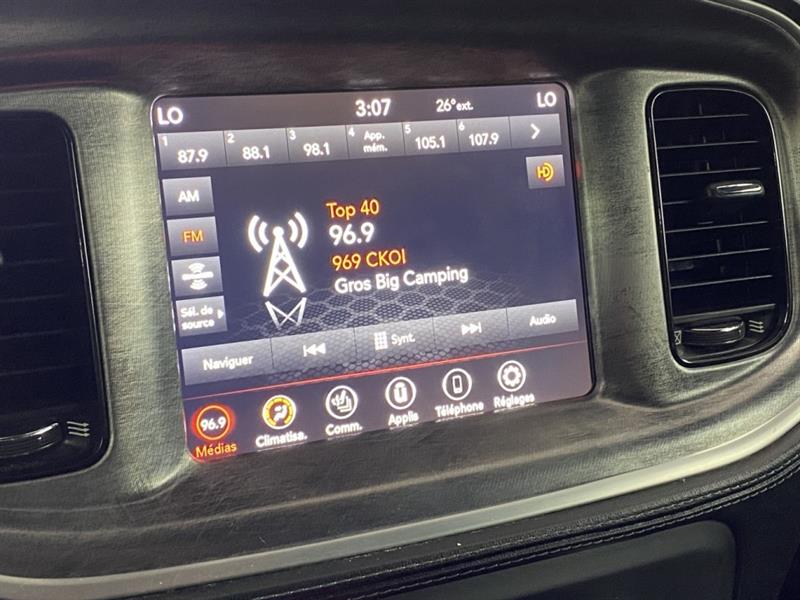 LO 3:07 26°ext. LO
1 87.9 2 88.1 3 98.1 4 App. mém. 5 105.1 6 107.9
HD
AM
FM
Sél. de
source
Top 40
96.9
969 CKOI
Gros Big Camping
Naviguer Synt. Audio
96.9
Médias Climatisa. Comm. Applis Téléphone Réglages